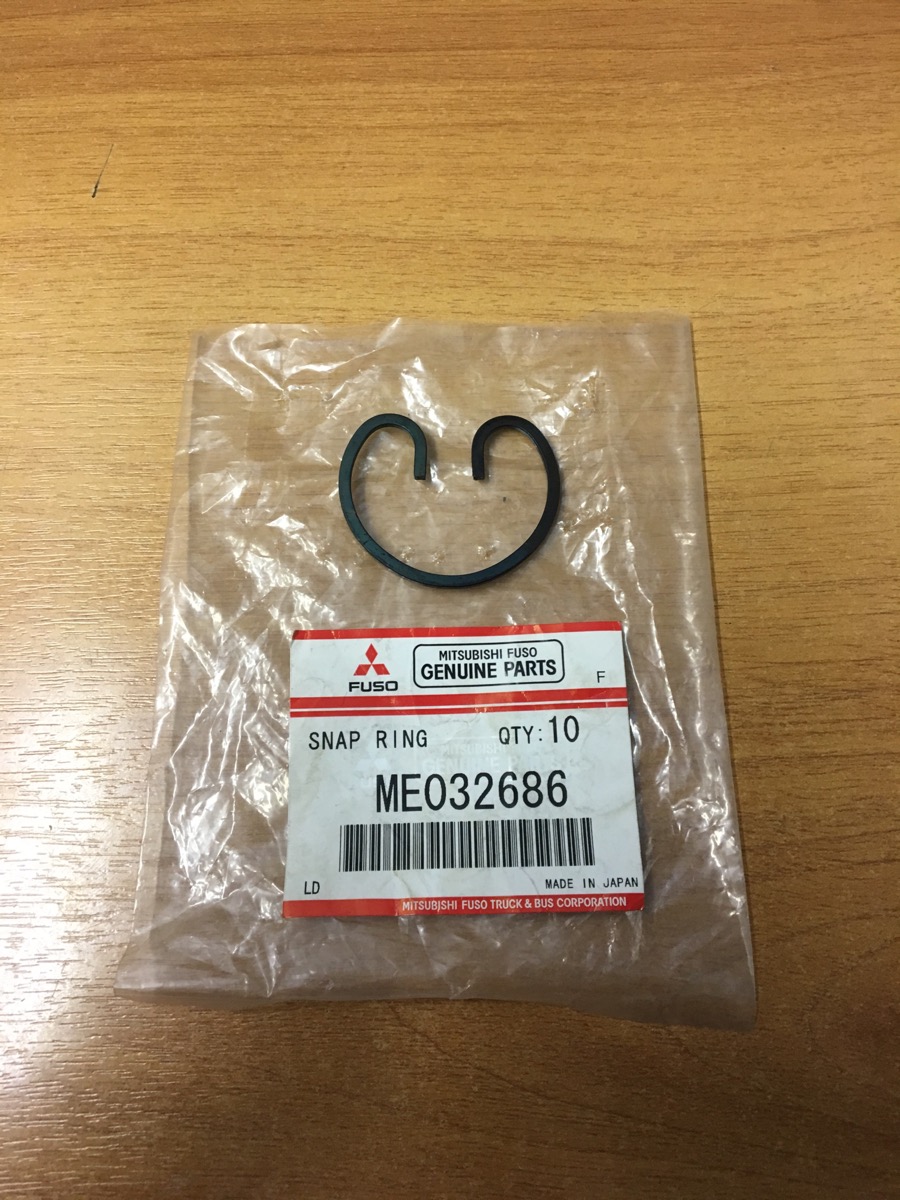 MITSUBISHI FUSO
GENUINE PARTS
FUSO
F
SNAP RING QTY:10
ME032686
LD MADE IN JAPAN
MITSUBISHI FUSO TRUCK & BUS CORPORATION